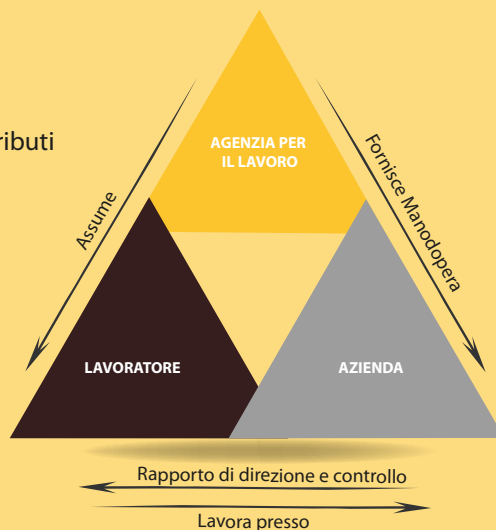 ributi
AGENZIA PER
IL LAVORO
Assume
Fornisce Manodopera
LAVORATORE
AZIENDA
Rapporto di direzione e controllo
Lavora presso